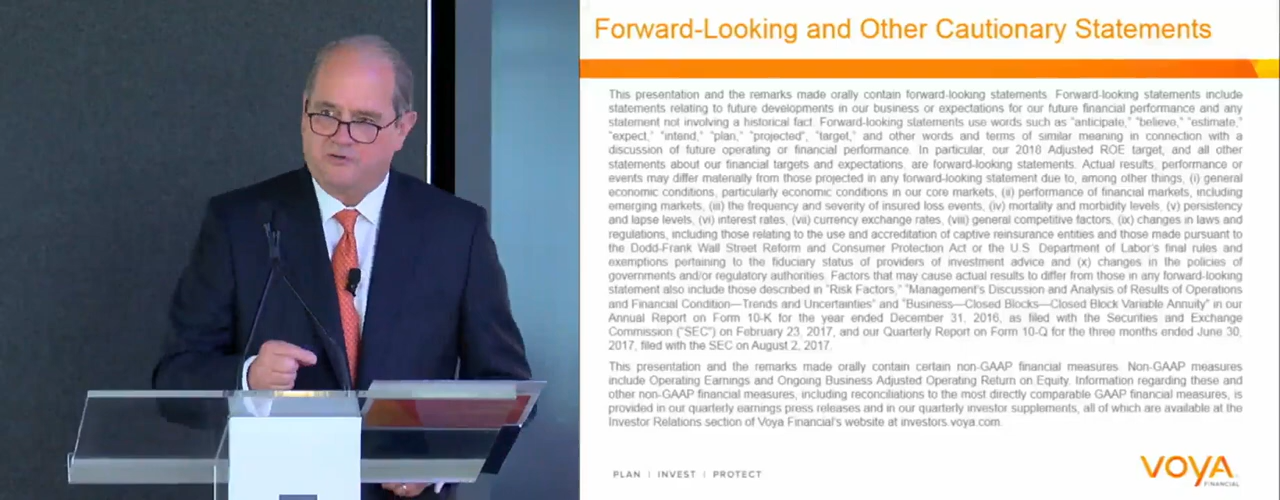 Forward-Looking and Other Cautionary Statements
This presentation and the remarks made orally contain forward-looking statements. Forward-looking statements include
statements relating to future developments in our business or expectations for our future financial performance and any
statement not involving a historical fact. Forward-looking statements use words such as "anticipate," "believe," "estimate,"
"expect," "intend," "plan," "projected", "target," and other words and terms of similar meaning in connection with a
discussion of future operating or financial performance. In particular, our 2018 Adjusted ROE target, and all other
statements about our financial targets and expectations, are forward-looking statements. Actual results, performance or
events may differ materially from those projected in any forward-looking statement due to, among other things, (i) general
economic conditions, particularly economic conditions in our core markets, (ii) performance of financial markets, including
emerging markets, (iii) the frequency and severity of insured loss events, (iv) mortality and morbidity levels, (v) persistency
and lapse levels, (vi) interest rates, (vii) currency exchange rates, (viii) general competitive factors, (ix) changes in laws and
regulations, including those relating to the use and accreditation of captive reinsurance entities and those made pursuant to
the Dodd-Frank Wall Street Reform and Consumer Protection Act or the U.S. Department of Labor's final rules and
exemptions pertaining to the fiduciary status of providers of investment advice and (x) changes in the policies of
governments and/or regulatory authorities. Factors that may cause actual results to differ from those in any forward-looking
statement also include those described in "Risk Factors," "Management's Discussion and Analysis of Results of Operations
and Financial Condition—Trends and Uncertainties" and "Business—Closed Blocks—Closed Block Variable Annuity" in our
Annual Report on Form 10-K for the year ended December 31, 2016, as filed with the Securities and Exchange
Commission ("SEC") on February 23, 2017, and our Quarterly Report on Form 10-Q for the three months ended June 30,
2017, filed with the SEC on August 2, 2017.
This presentation and the remarks made orally contain certain non-GAAP financial measures. Non-GAAP measures
include Operating Earnings and Ongoing Business Adjusted Operating Return on Equity. Information regarding these and
other non-GAAP financial measures, including reconciliations to the most directly comparable GAAP financial measures, is
provided in our quarterly earnings press releases and in our quarterly investor supplements, all of which are available at the
Investor Relations section of Voya Financial's website at investors.voya.com.
PLAN | INVEST | PROTECT
VOYA
FINANCIAL